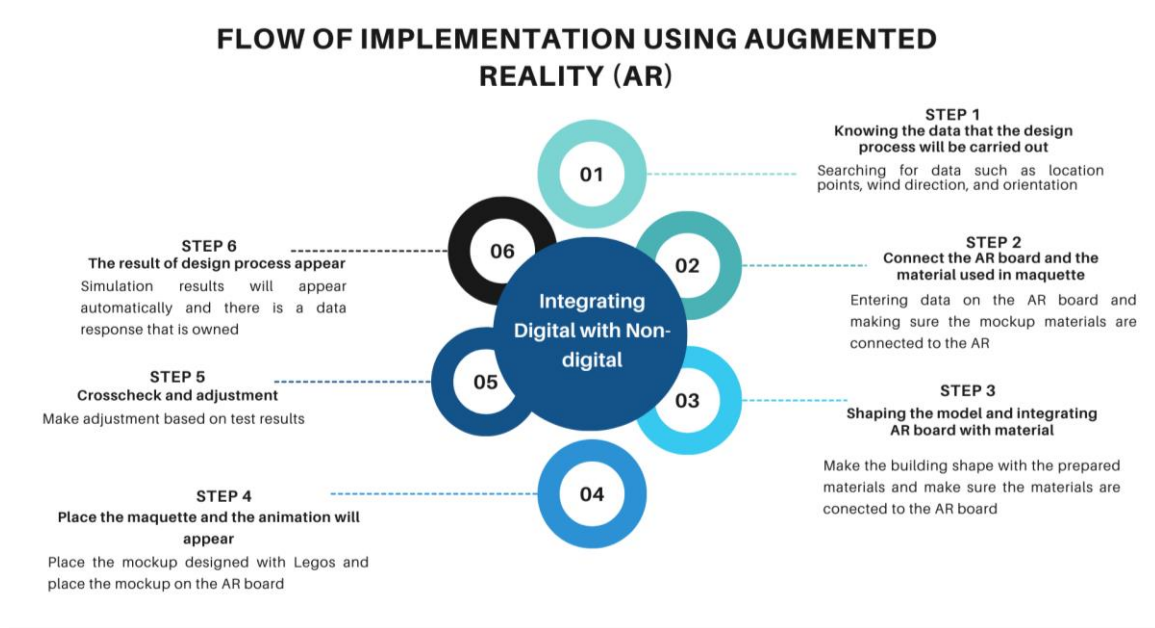 FLOW OF IMPLEMENTATION USING AUGMENTED
REALITY (AR)
01
STEP 1
Knowing the data that the design
process will be carried out
Searching for data such as location
points, wind direction, and orientation
02
STEP 2
Connect the AR board and the
material used in maquette
Entering data on the AR board and
making sure the mockup materials are
connected to the AR
03
STEP 3
Shaping the model and integrating
AR board with material
Make the building shape with the prepared
materials and make sure the materials are
conected to the AR board
04
STEP 4
Place the maquette and the animation will
appear
Place the mockup designed with Legos and
place the mockup on the AR board
05
STEP 5
Crosscheck and adjustment
Make adjustment based on test results
06
STEP 6
The result of design process appear
Simulation results will appear
automatically and there is a data
response that is owned
Integrating
Digital with Non-
digital